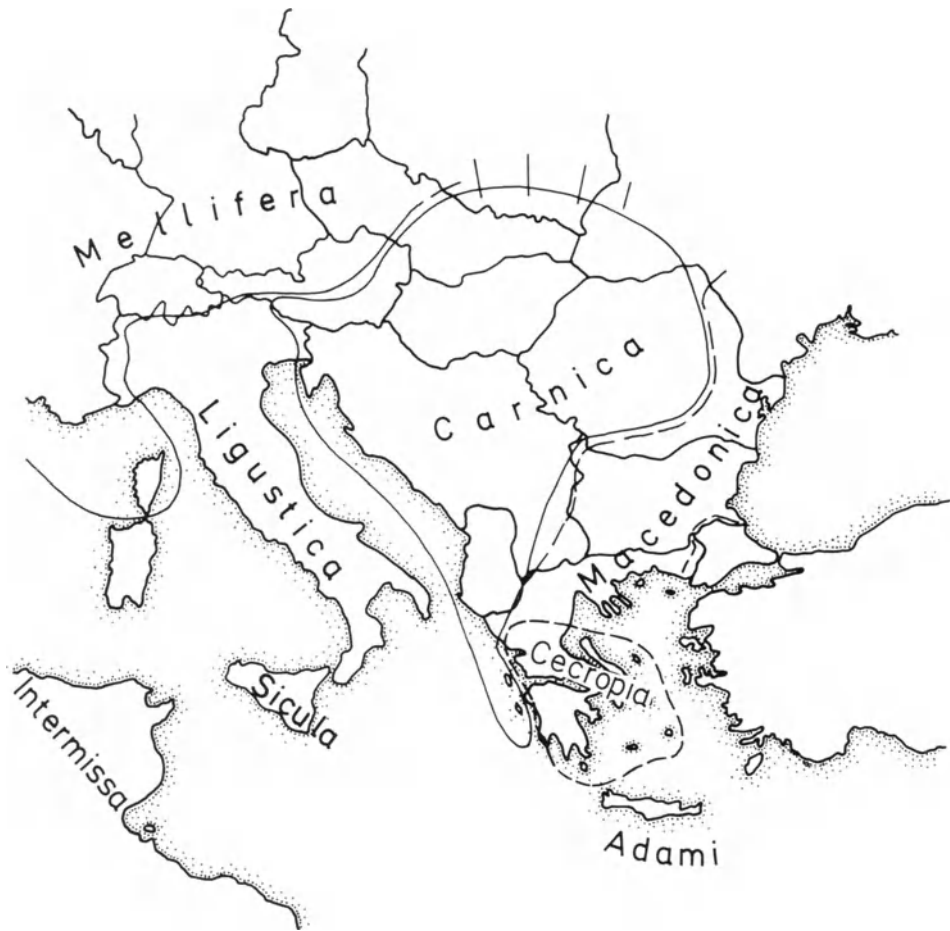 Mellifera
Carnica
Ligustica
Macedonica
Cecropia
Sicula
Intermissa
Adami